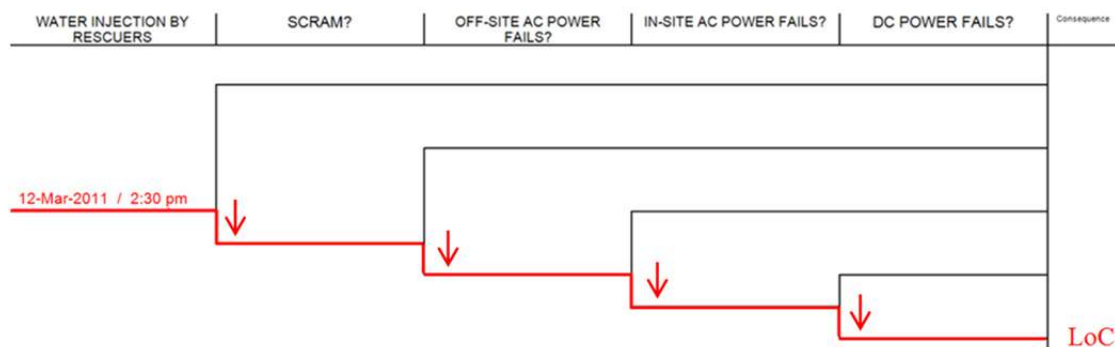 WATER INJECTION BY
RESCUERS
SCRAM?
OFF-SITE AC POWER
FAILS?
IN-SITE AC POWER FAILS?
DC POWER FAILS?
Consequence
12-Mar-2011 / 2:30 pm
LoC